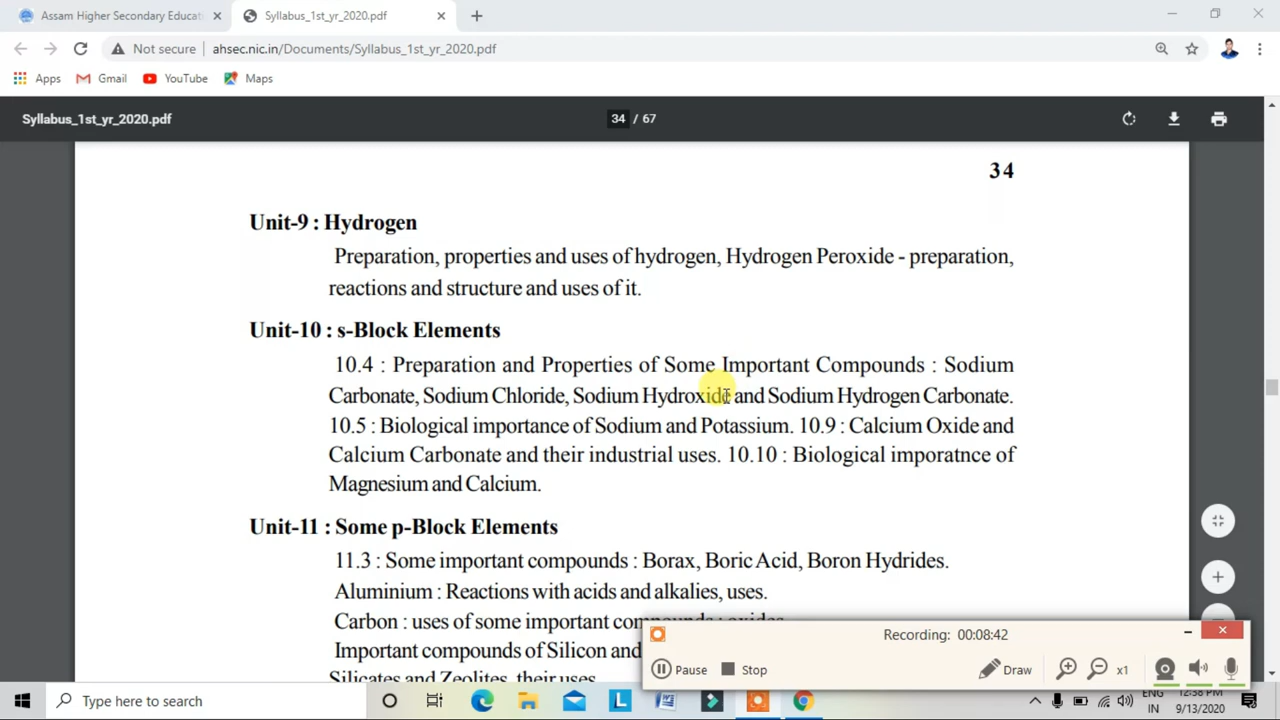 Assam Higher Secondary Educat
Syllabus_1st_yr_2020.pdf
Not secure
ahsec.nic.in/Documents/Syllabus_1st_yr_2020.pdf
Apps
Gmail
YouTube
Maps
Syllabus_1st_yr_2020.pdf
34 / 67
34
Unit-9 : Hydrogen
Preparation, properties and uses of hydrogen, Hydrogen Peroxide - preparation,
reactions and structure and uses of it.
Unit-10 : s-Block Elements
10.4 : Preparation and Properties of Some Important Compounds : Sodium
Carbonate, Sodium Chloride, Sodium Hydroxide and Sodium Hydrogen Carbonate.
10.5 : Biological importance of Sodium and Potassium. 10.9 : Calcium Oxide and
Calcium Carbonate and their industrial uses. 10.10 : Biological imporatnce of
Magnesium and Calcium.
Unit-11 : Some p-Block Elements
11.3 : Some important compounds : Borax, Boric Acid, Boron Hydrides.
Aluminium : Reactions with acids and alkalies, uses.
Carbon : uses of some important compounds : oxides
Important compounds of Silicon and
Silicates and Zeolites, their uses
Recording: 00:08:42
Pause
Stop
Draw
x1
Type here to search
ENG
IN
12:38 PM
9/13/2020